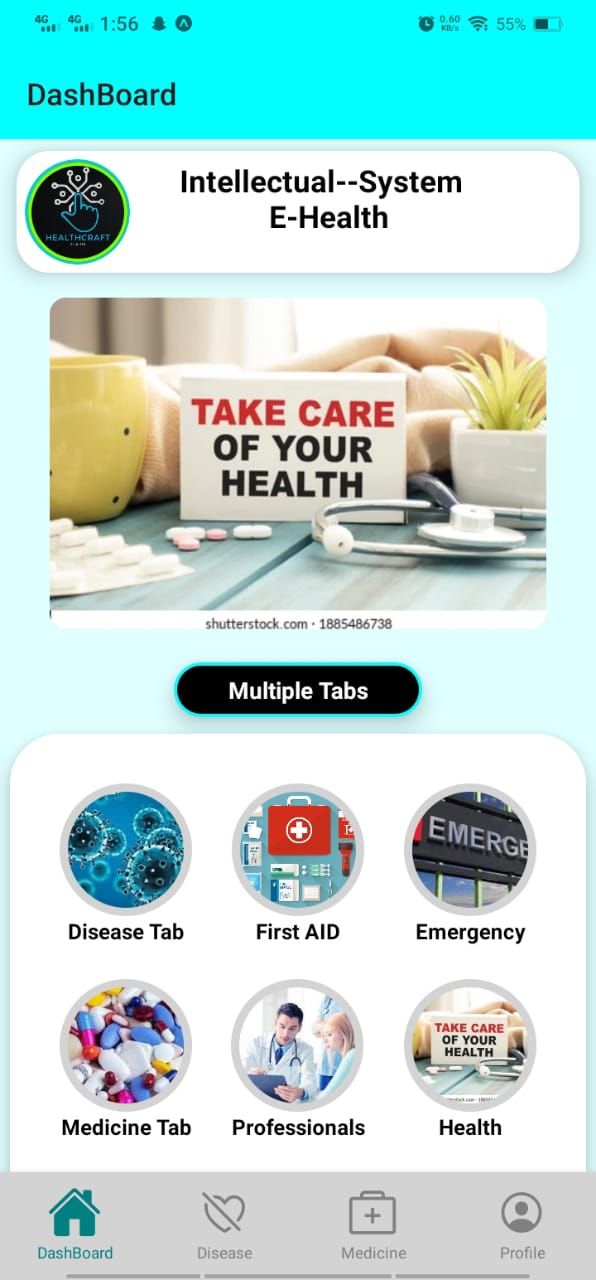 4G 4G 1:56 0.60 KB/s 55%
DashBoard
Intellectual--System
E-Health
HEALTHCRAFT
TAKE CARE
OF YOUR
HEALTH
shutterstock.com · 1885486738
Multiple Tabs
EMERGE
Disease Tab First AID Emergency
TAKE CARE
OF YOUR
HEALTH
Medicine Tab Professionals Health
DashBoard Disease Medicine Profile